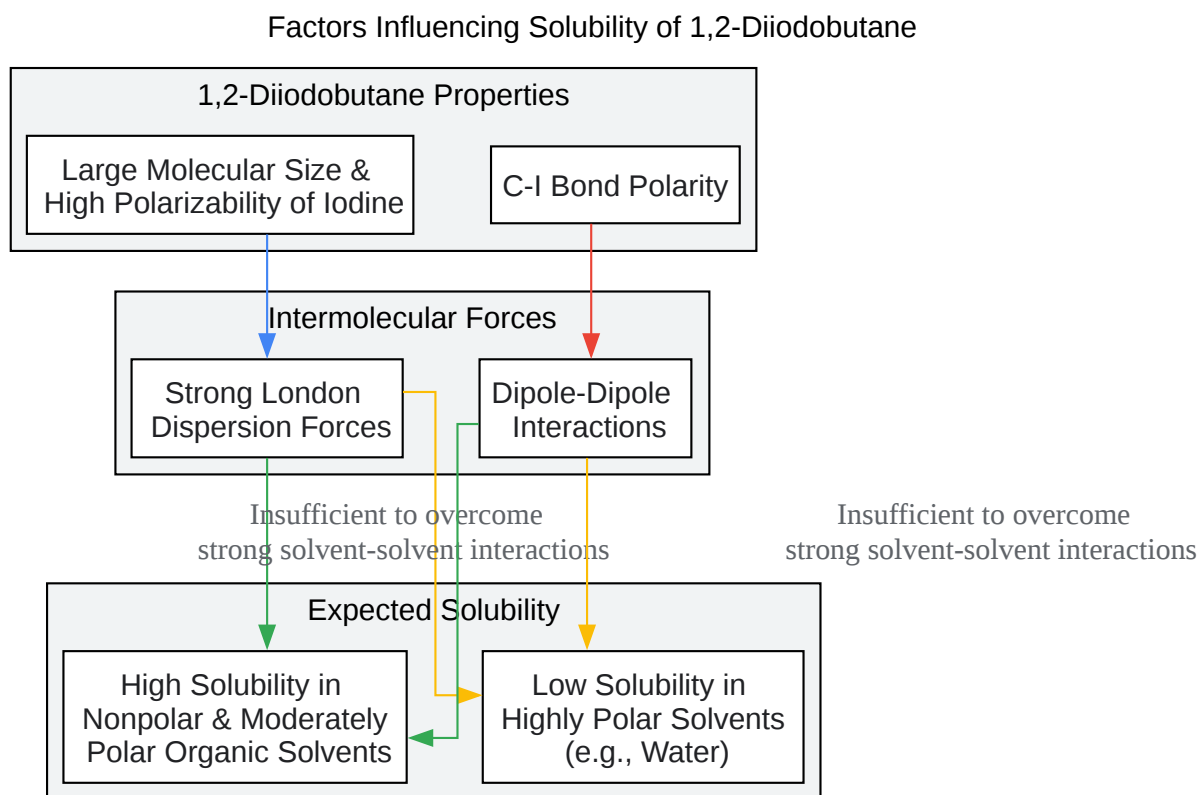 Factors Influencing Solubility of 1,2-Diiodobutane
1,2-Diiodobutane Properties
Large Molecular Size &
High Polarizability of Iodine
C-I Bond Polarity
Intermolecular Forces
Strong London
Dispersion Forces
Dipole-Dipole
Interactions
Insufficient to overcome
strong solvent-solvent interactions
Insufficient to overcome
strong solvent-solvent interactions
Expected Solubility
High Solubility in
Nonpolar & Moderately
Polar Organic Solvents
Low Solubility in
Highly Polar Solvents
(e.g., Water)